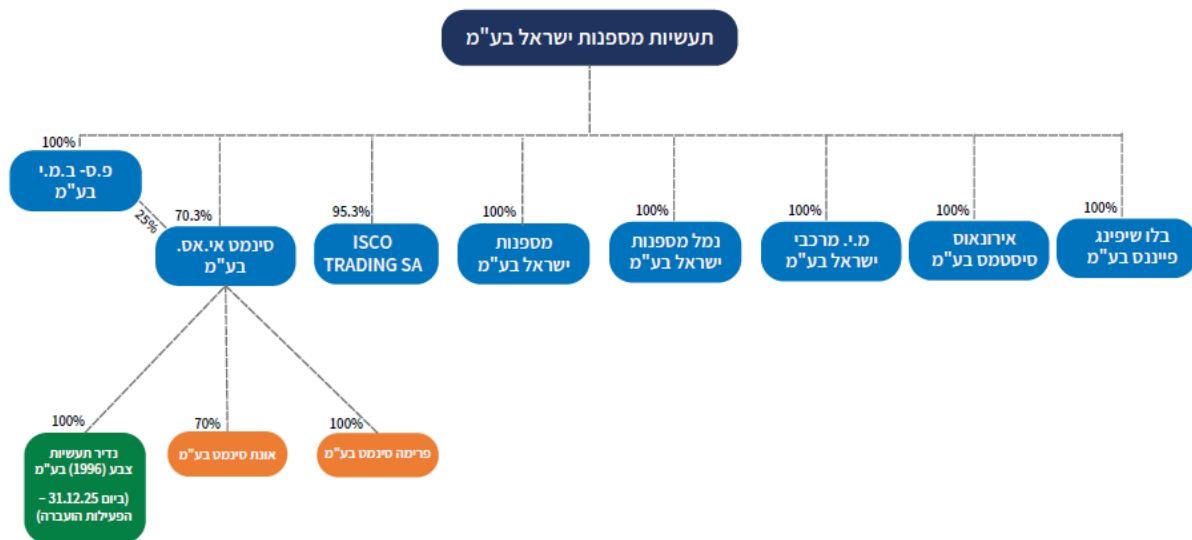 תעשיות מספנות ישראל בע"מ
100%
פ.ס- ב.מ.י
בע"מ
25%
70.3%
סינמט אי.אס.
בע"מ
95.3%
ISCO
TRADING SA
100%
מספנות
ישראל בע"מ
100%
נמל מספנות
ישראל בע"מ
100%
מ.י. מרכבי
ישראל בע"מ
100%
אירונאוס
סיסטמס בע"מ
100%
בלו שיפינג
פייננס בע"מ
100%
נדיר תעשיות
צבע (1996) בע"מ
(ביום 31.12.25 –
הפעילות הועברה)
70%
אונת סינמט בע"מ
100%
פרימה סינמט בע"מ